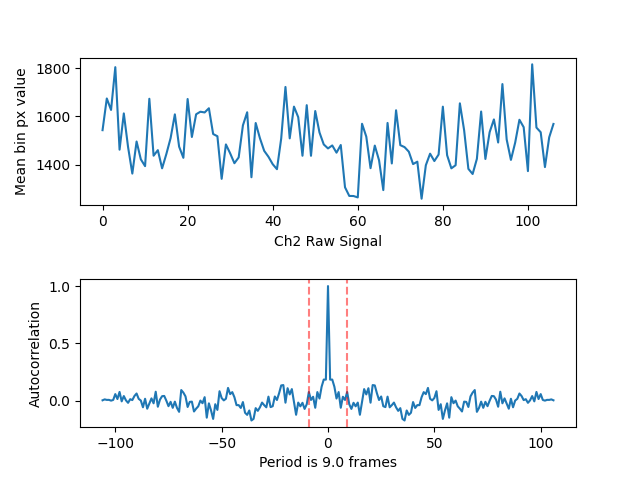 1800
1600
1400
Mean bin px value
0 20 40 60 80 100
Ch2 Raw Signal
1.0
0.5
0.0
Autocorrelation
−100 −50 0 50 100
Period is 9.0 frames